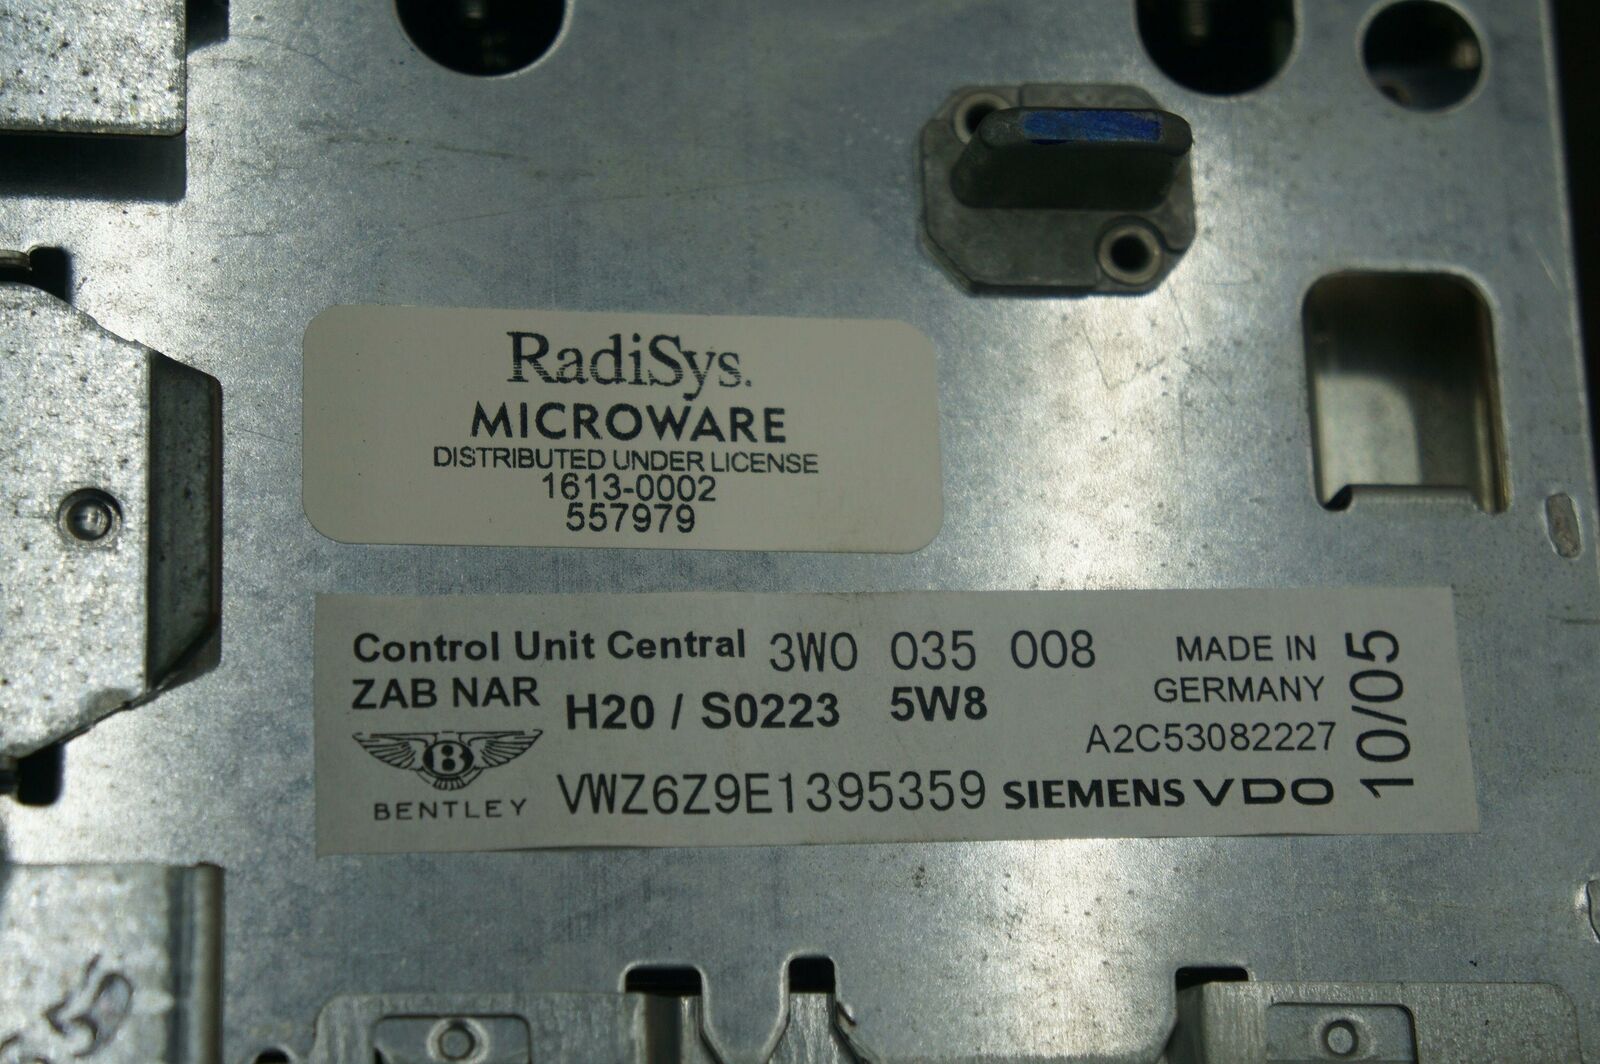 RadiSys.
MICROWARE
DISTRIBUTED UNDER LICENSE
1613-0002
557979
Control Unit Central 3W0 035 008 MADE IN
ZAB NAR H20 / S0223 5W8 GERMANY
A2C53082227
10/05
B
BENTLEY VWZ6Z9E1395359 SIEMENS VDO
55